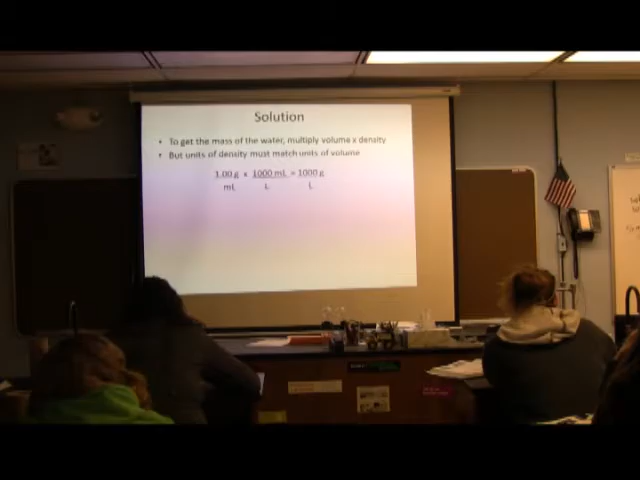 Solution
• To get the mass of the water, multiply volume x density
• But units of density must match units of volume
1.00 g x 1000 mL = 1000 g
mL L L